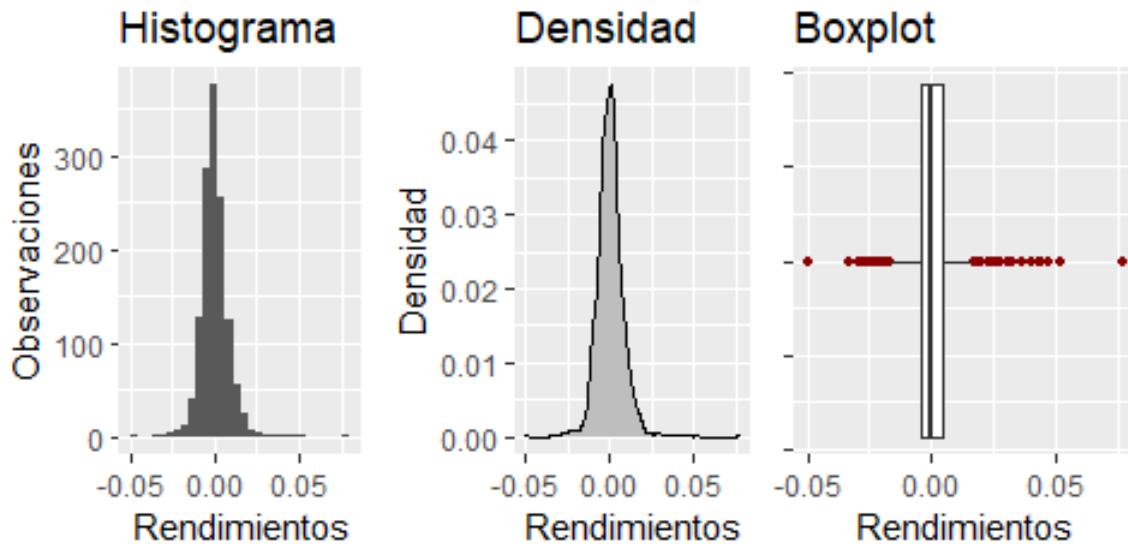 Histograma
Observaciones
300
200
100
0
-0.05 0.00 0.05
Rendimientos
Densidad
Densidad
0.04
0.03
0.02
0.01
0.00
-0.05 0.00 0.05
Rendimientos
Boxplot
-0.05 0.00 0.05
Rendimientos